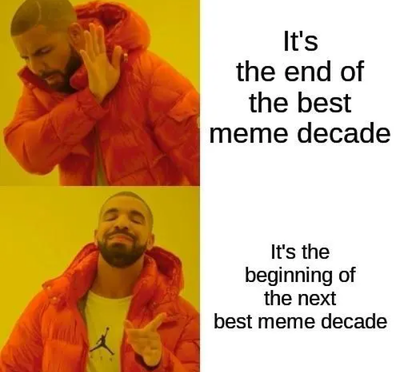 It's
the end of
the best
meme decade
It's the
beginning of
the next
best meme decade